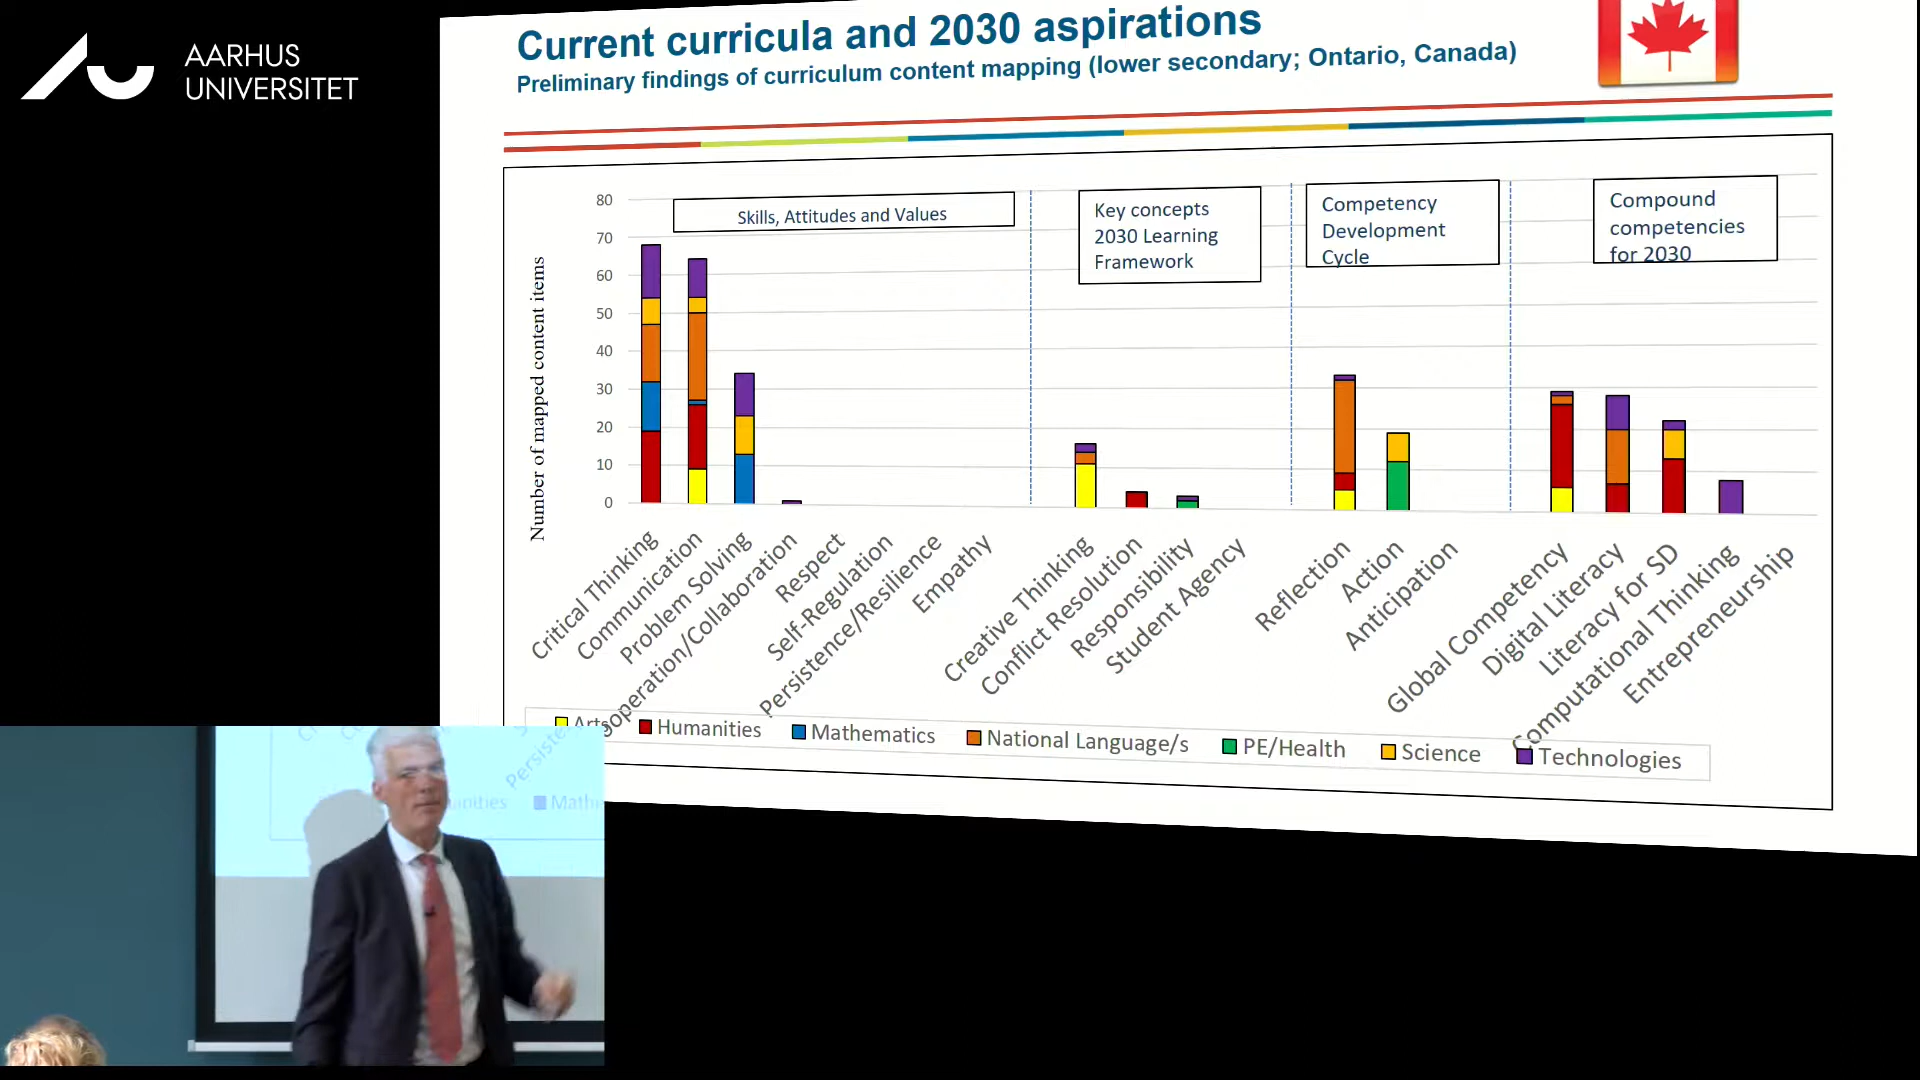 AARHUS
UNIVERSITET
Current curricula and 2030 aspirations
Preliminary findings of curriculum content mapping (lower secondary; Ontario, Canada)
Number of mapped content items
80
70
60
50
40
30
20
10
0
Skills, Attitudes and Values
Key concepts
2030 Learning
Framework
Competency
Development
Cycle
Compound
competencies
for 2030
Critical Thinking
Communication
Problem Solving
operation/Collaboration
Respect
Self-Regulation
Persistence/Resilience
Empathy
Creative Thinking
Conflict Resolution
Responsibility
Student Agency
Reflection
Action
Anticipation
Global Competency
Digital Literacy
Literacy for SD
Computational Thinking
Entrepreneurship
Arts
Humanities
Mathematics
National Language/s
PE/Health
Science
Technologies